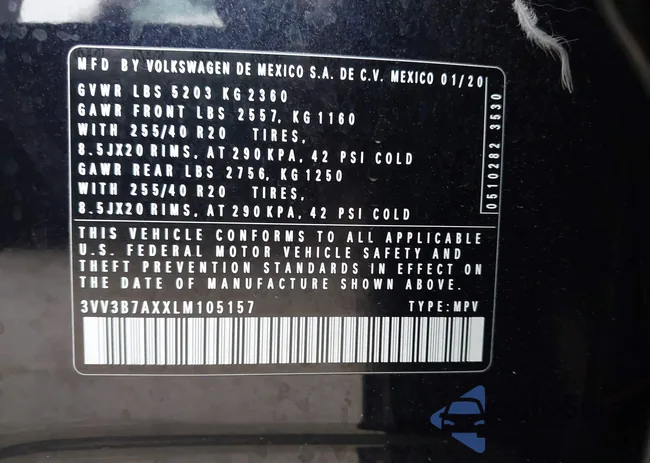 MFD BY VOLKSWAGEN DE MEXICO S.A. DE C.V. MEXICO 01/20
GVWR LBS 5203 KG 2360
GAWR FRONT LBS 2557, KG 1160
WITH 255/40 R20 TIRES,
8.5JX20 RIMS, AT 290 KPA, 42 PSI COLD
GAWR REAR LBS 2756, KG 1250
WITH 255/40 R20 TIRES,
8.5JX20 RIMS, AT 290 KPA, 42 PSI COLD
0510282 3530
THIS VEHICLE CONFORMS TO ALL APPLICABLE
U.S. FEDERAL MOTOR VEHICLE SAFETY AND
THEFT PREVENTION STANDARDS IN EFFECT ON
THE DATE OF MANUFACTURE SHOWN ABOVE.
3VV3B7AXXLM105157 TYPE: MPV